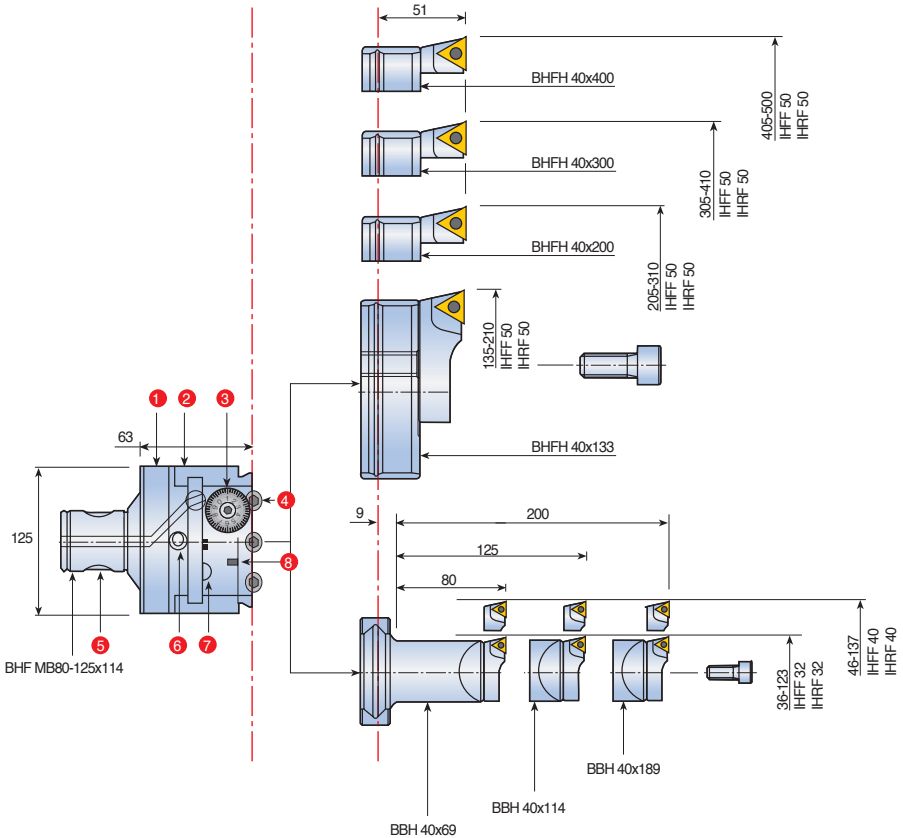 51
BHFH 40x400
405-500
IHFF 50
IHRF 50
BHFH 40x300
305-410
IHFF 50
IHRF 50
BHFH 40x200
205-310
IHFF 50
IHRF 50
135-210
IHFF 50
IHRF 50
BHFH 40x133
1
2
3
63
4
125
8
5
6
7
BHF MB80-125x114
9
200
125
80
46-137
IHFF 40
IHRF 40
36-123
IHFF 32
IHRF 32
BBH 40x189
BBH 40x114
BBH 40x69